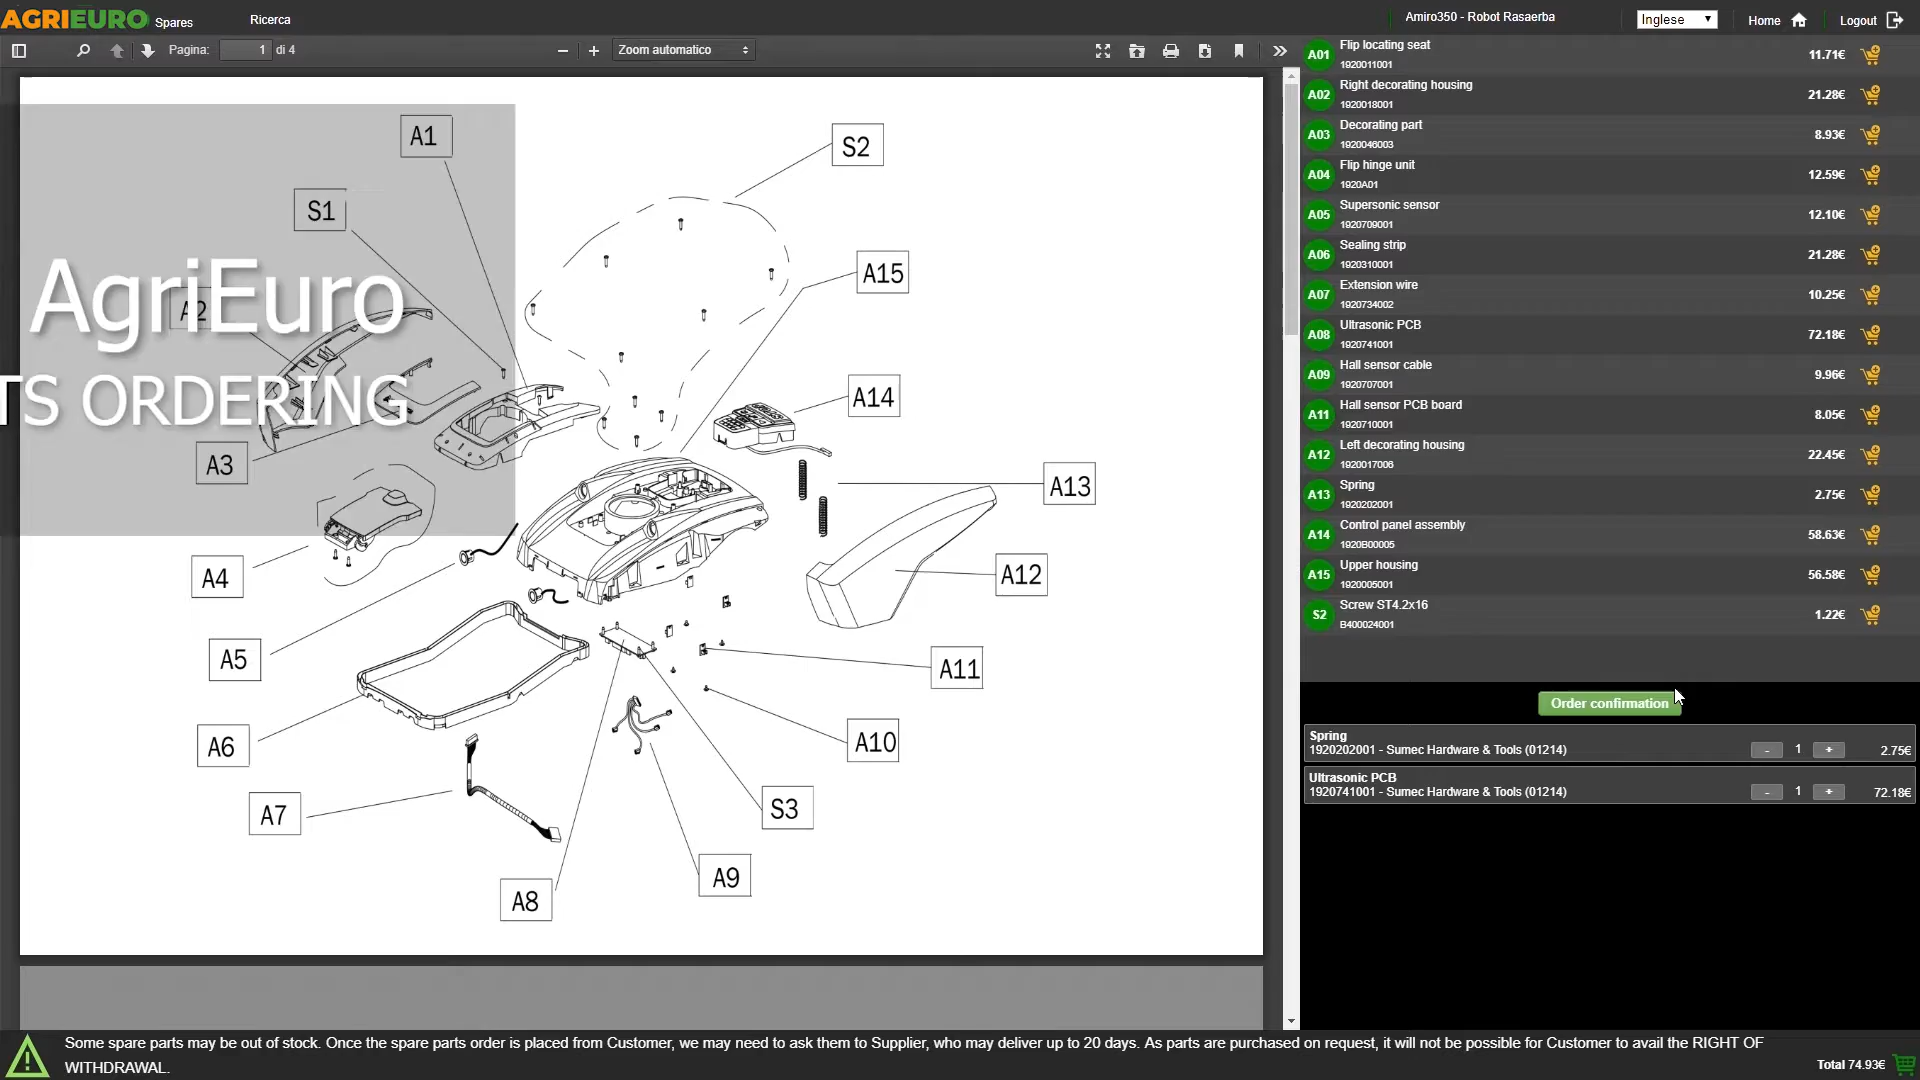 AGRIEURO Spares
Ricerca
Amiro350 - Robot Rasaerba
Inglese
Home
Logout
Pagina: 1 di 4
Zoom automatico
A1
S2
S1
A15
A2
AgriEuro
TS ORDERING
A14
A3
A13
A4
A12
A5
A11
A6
A10
A7
S3
A9
A8
A01 Flip locating seat 11.71€
1920011001
A02 Right decorating housing 21.28€
1920018001
A03 Decorating part 8.93€
1920046003
A04 Flip hinge unit 12.59€
1920A01
A05 Supersonic sensor 12.10€
1920709001
A06 Sealing strip 21.28€
1920310001
A07 Extension wire 10.25€
1920734002
A08 Ultrasonic PCB 72.18€
1920741001
A09 Hall sensor cable 9.96€
1920707001
A11 Hall sensor PCB board 8.05€
1920710001
A12 Left decorating housing 22.45€
1920017006
A13 Spring 2.75€
1920202001
A14 Control panel assembly 58.63€
1920B00005
A15 Upper housing 56.58€
1920005001
S2 Screw ST4.2x16 1.22€
B400024001
Order confirmation
Spring
1920202001 - Sumec Hardware & Tools (01214) - 1 + 2.75€
Ultrasonic PCB
1920741001 - Sumec Hardware & Tools (01214) - 1 + 72.18€
Some spare parts may be out of stock. Once the spare parts order is placed from Customer, we may need to ask them to Supplier, who may deliver up to 20 days. As parts are purchased on request, it will not be possible for Customer to avail the RIGHT OF
WITHDRAWAL.
Total 74.93€